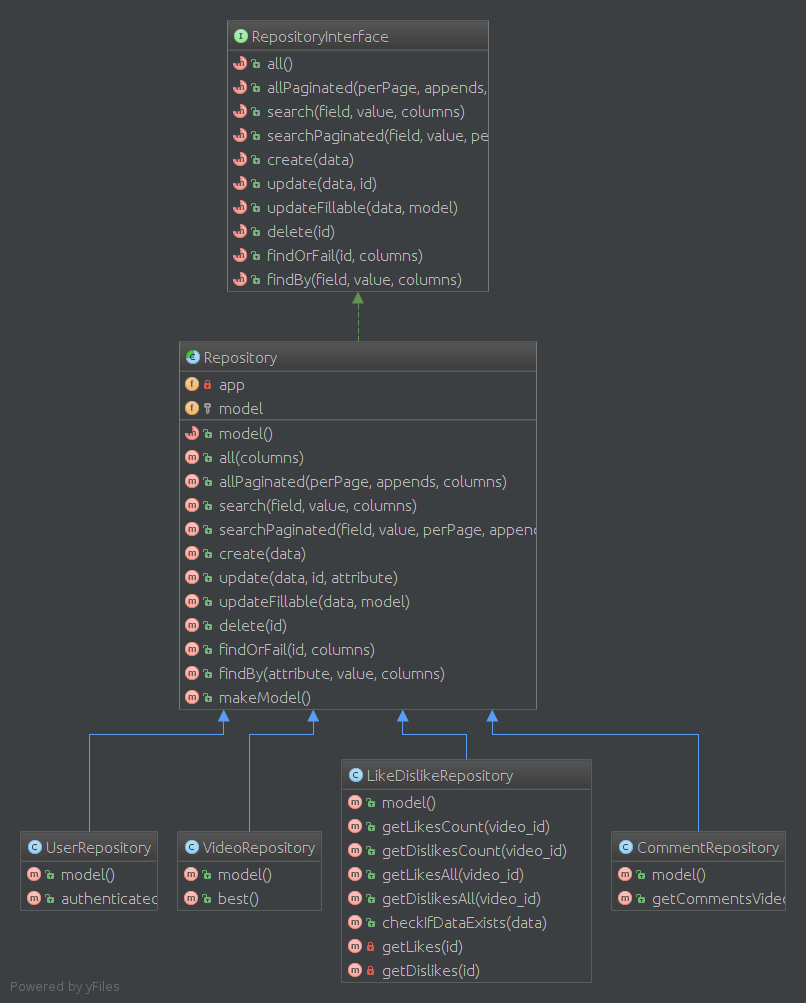 RepositoryInterface
all()
allPaginated(perPage, appends,
search(field, value, columns)
searchPaginated(field, value, pe
create(data)
update(data, id)
updateFillable(data, model)
delete(id)
findOrFail(id, columns)
findBy(field, value, columns)
Repository
app
model
model()
all(columns)
allPaginated(perPage, appends, columns)
search(field, value, columns)
searchPaginated(field, value, perPage, appen
create(data)
update(data, id, attribute)
updateFillable(data, model)
delete(id)
findOrFail(id, columns)
findBy(attribute, value, columns)
makeModel()
UserRepository
model()
authenticated
VideoRepository
model()
best()
LikeDislikeRepository
model()
getLikesCount(video_id)
getDislikesCount(video_id)
getLikesAll(video_id)
getDislikesAll(video_id)
checkIfDataExists(data)
getLikes(id)
getDislikes(id)
CommentRepository
model()
getCommentsVide
Powered by yFiles